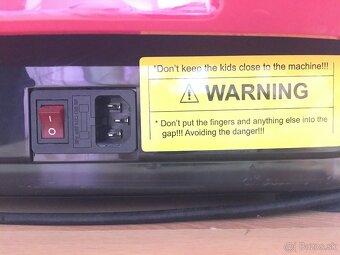 *Don't keep the kids close to the machine!!!
WARNING
* Don't put the fingers and anything else into the
gap!!! Avoiding the danger!!!
I
O
Bazos.sk